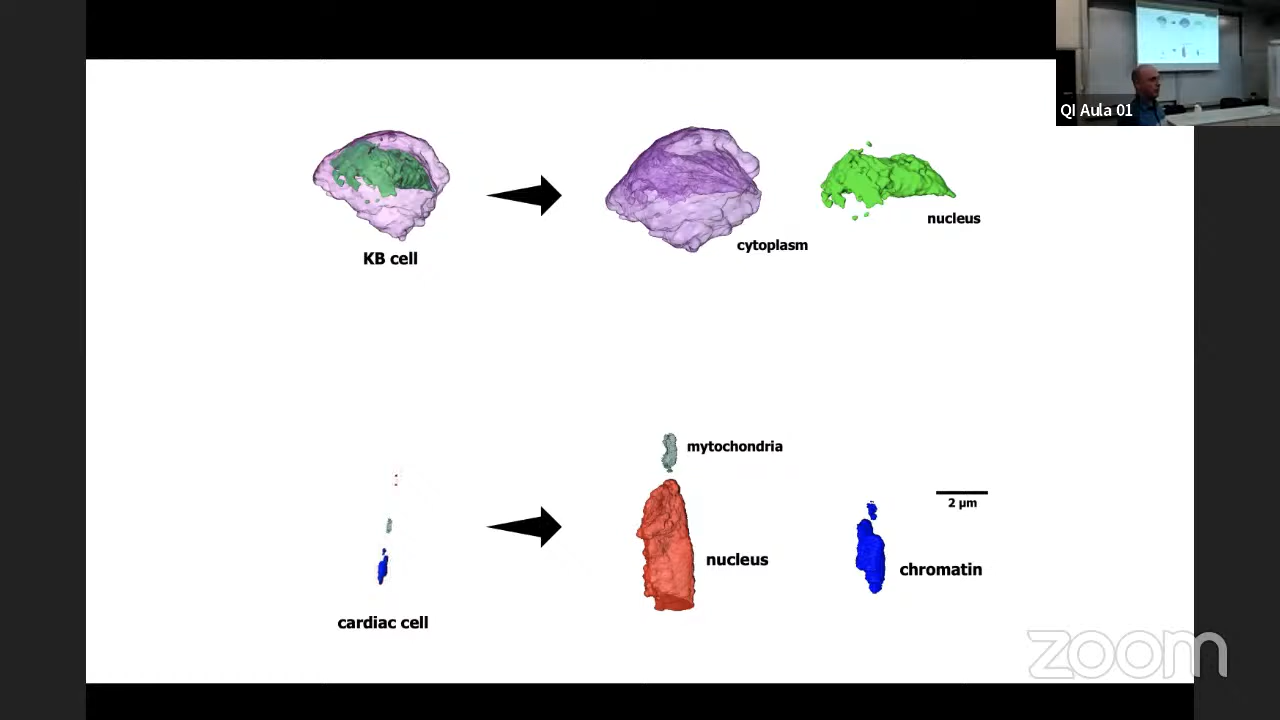 QI Aula 01
KB cell
cytoplasm
nucleus
mytochondria
2 µm
nucleus
chromatin
cardiac cell
zoom